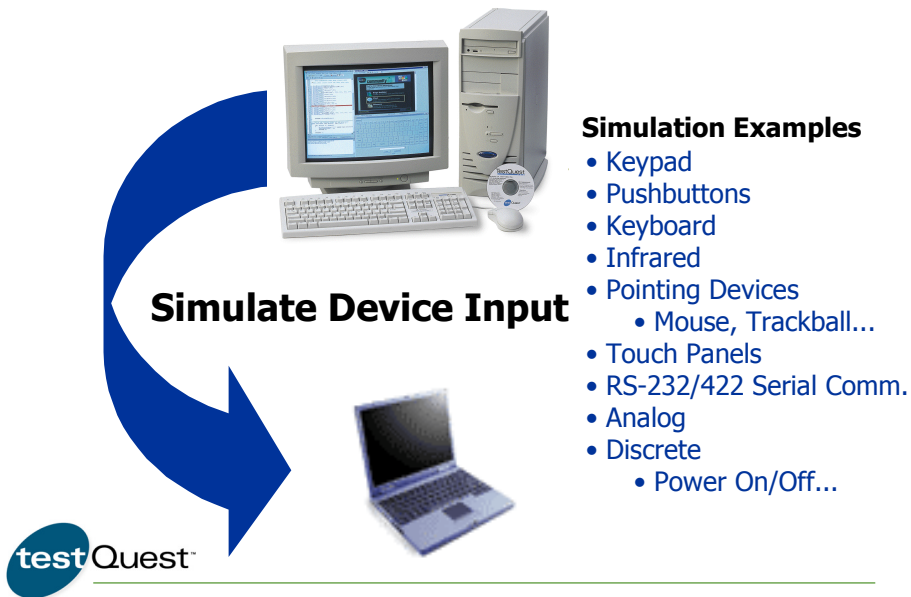 Simulation Examples
• Keypad
• Pushbuttons
• Keyboard
• Infrared
• Pointing Devices
• Mouse, Trackball...
• Touch Panels
• RS-232/422 Serial Comm.
• Analog
• Discrete
• Power On/Off...
Simulate Device Input
TestQuest
testQuest™